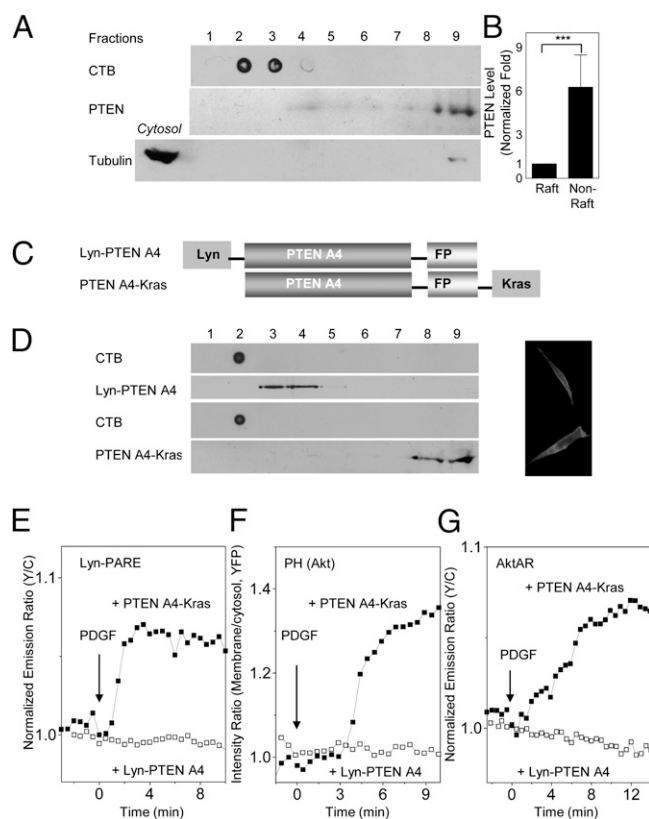 A
Fractions 1 2 3 4 5 6 7 8 9
CTB
PTEN
Cytosol
Tubulin
B
PTEN Level
(Normalized Fold)
***
9
6
3
1
0
Raft
Non-
Raft
C
Lyn-PTEN A4
Lyn PTEN A4 FP
PTEN A4-Kras
PTEN A4 FP Kras
D
1 2 3 4 5 6 7 8 9
CTB
Lyn-PTEN A4
CTB
PTEN A4-Kras
E
Normalized Emission Ratio (Y/C)
1.1
1.0
Lyn-PARE
+ PTEN A4-Kras
PDGF
+ Lyn-PTEN A4
0 4 8
Time (min)
F
Intensity Ratio (Membrane/cytosol, YFP)
1.4
1.3
1.2
1.0
PH (Akt)
+ PTEN A4-Kras
PDGF
+ Lyn-PTEN A4
0 3 6 9
Time (min)
G
Normalized Emission Ratio (Y/C)
1.1
1.0
AktAR
+ PTEN A4-Kras
PDGF
+ Lyn-PTEN A4
0 4 8 12
Time (min)